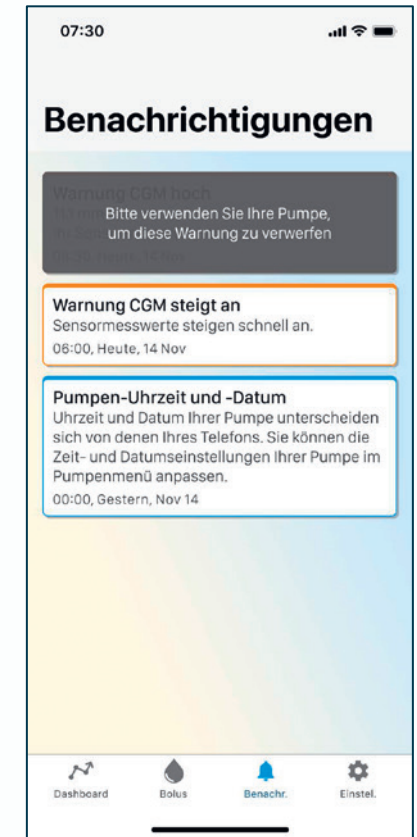 07:30
Benachrichtigungen
Warnung CGM hoch
Bitte verwenden Sie Ihre Pumpe,
um diese Warnung zu verwerfen
Warnung CGM steigt an
Sensormesswerte steigen schnell an.
06:00, Heute, 14 Nov
Pumpen-Uhrzeit und -Datum
Uhrzeit und Datum Ihrer Pumpe unterscheiden
sich von denen Ihres Telefons. Sie können die
Zeit- und Datumseinstellungen Ihrer Pumpe im
Pumpenmenü anpassen.
00:00, Gestern, Nov 14
Dashboard
Bolus
Benachr.
Einstel.